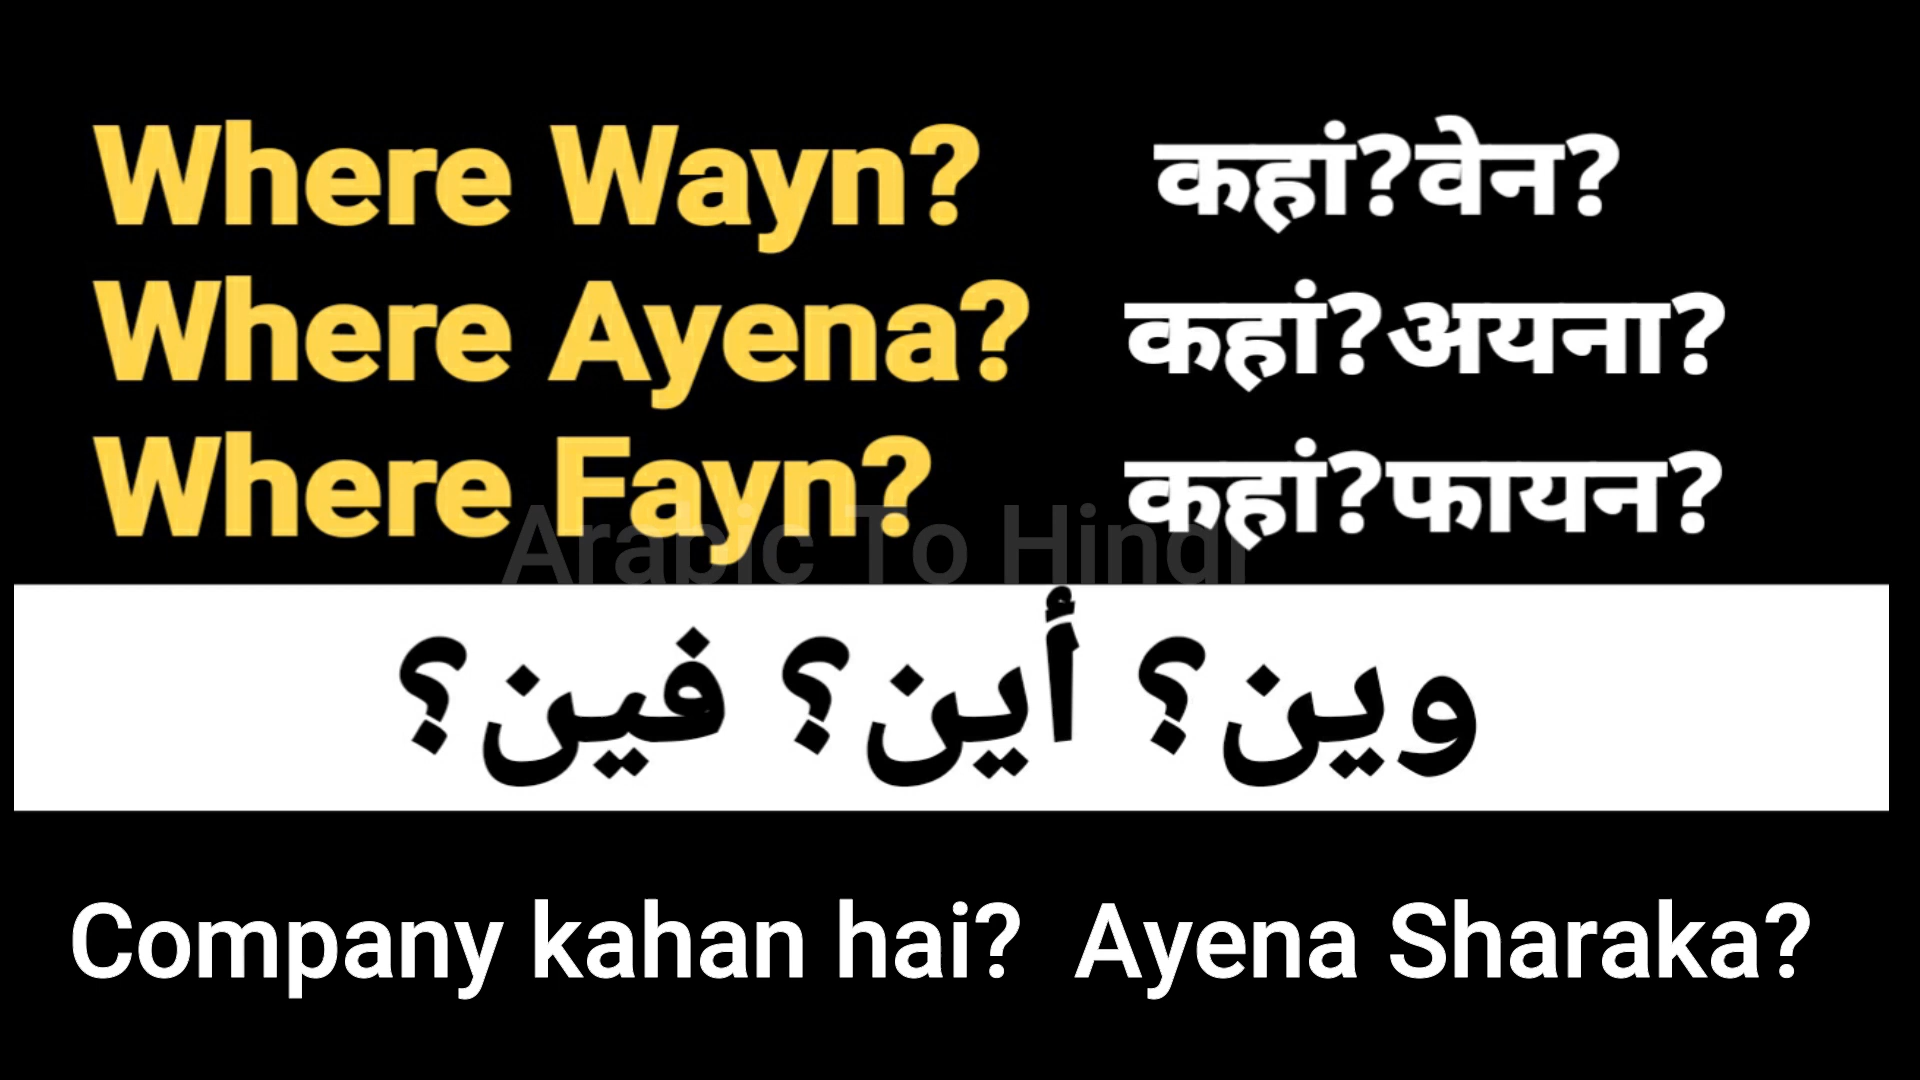 Where Wayn? कहां?वेन?
Where Ayena? कहां?अयना?
Where Fayn? कहां?फायन?
Arabic To Hindi
وين؟ أين؟ فين؟
Company kahan hai? Ayena Sharaka?